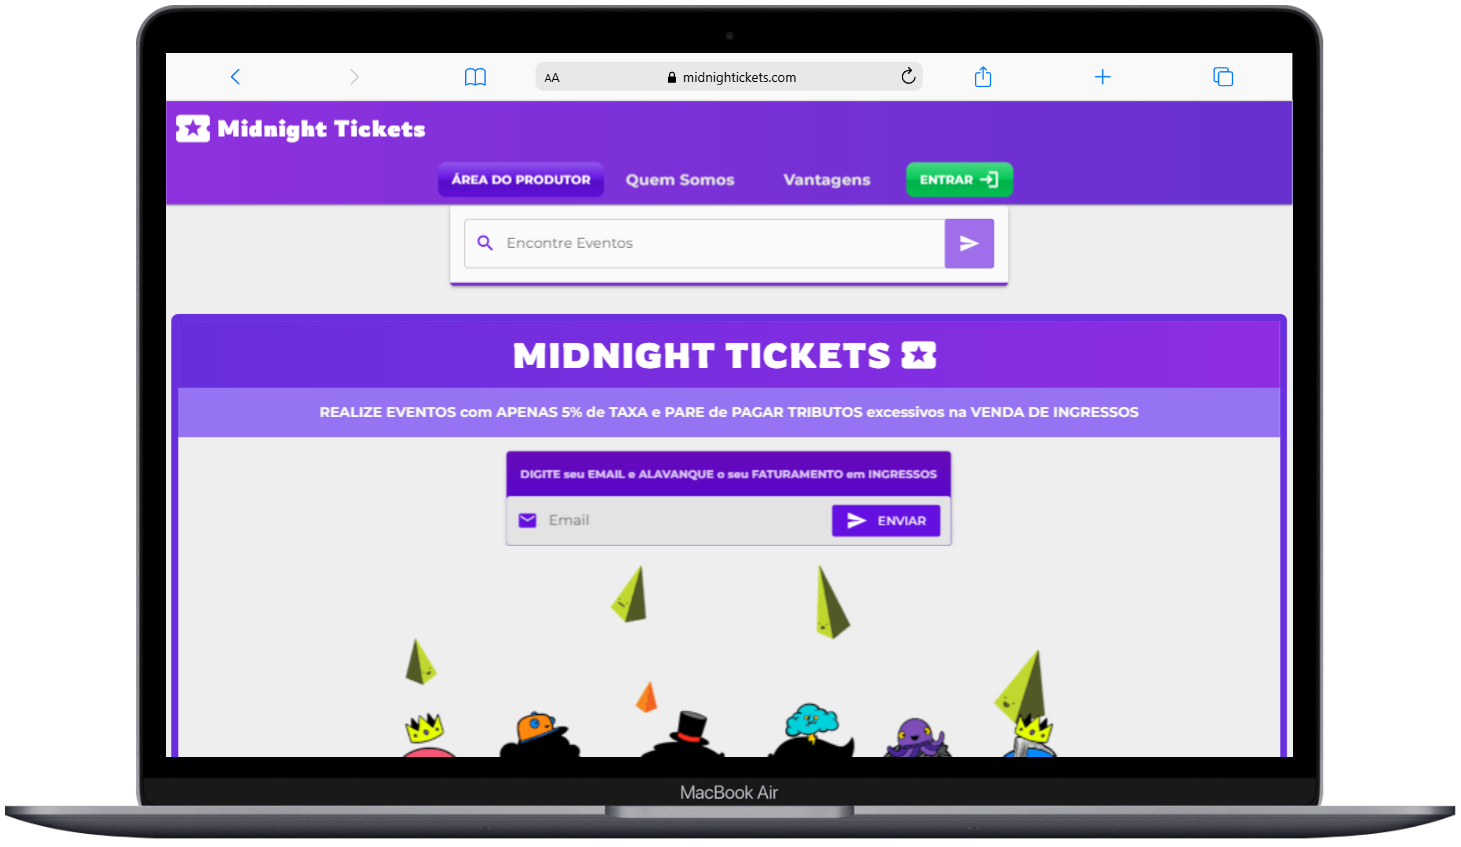 AA
midnightickets.com
Midnight Tickets
ÁREA DO PRODUTOR
Quem Somos
Vantagens
ENTRAR
Encontre Eventos
MIDNIGHT TICKETS
REALIZE EVENTOS com APENAS 5% de TAXA e PARE de PAGAR TRIBUTOS excessivos na VENDA DE INGRESSOS
DIGITE seu EMAIL e ALAVANQUE o seu FATURAMENTO em INGRESSOS
Email
ENVIAR
MacBook Air